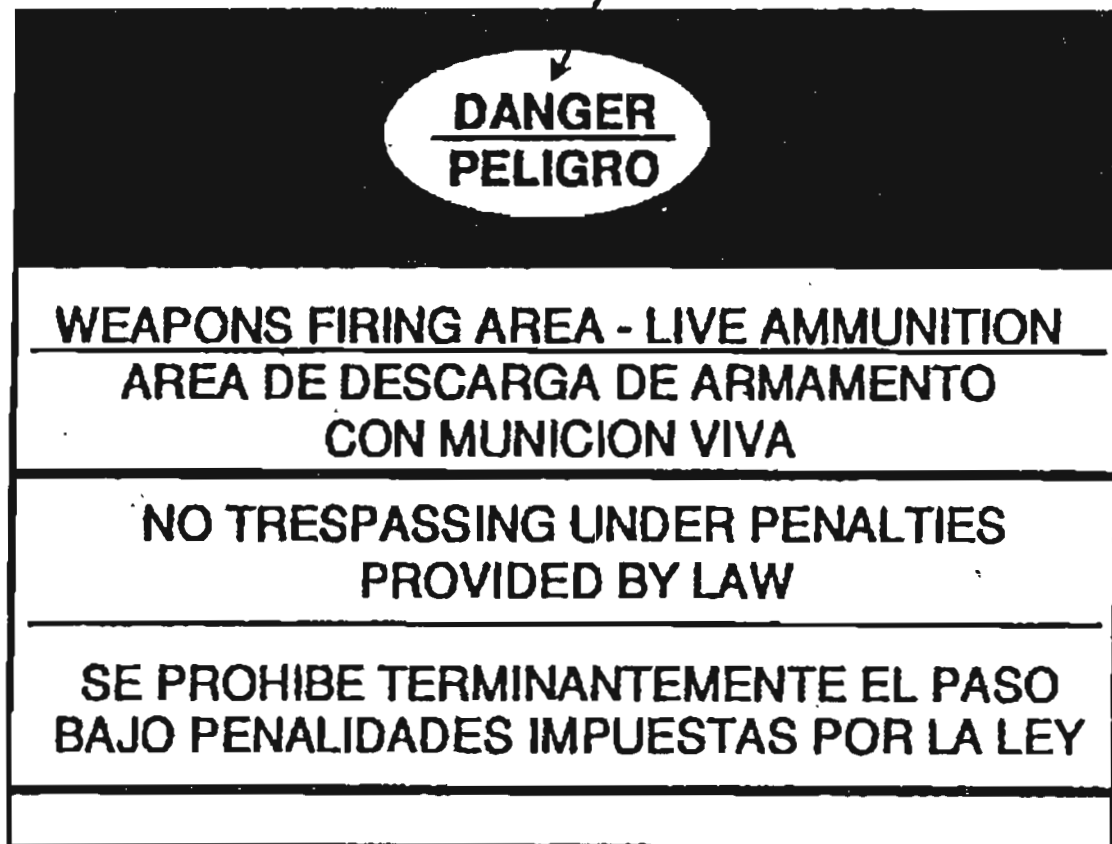 DANGER
PELIGRO
WEAPONS FIRING AREA - LIVE AMMUNITION
AREA DE DESCARGA DE ARMAMENTO
CON MUNICION VIVA
NO TRESPASSING UNDER PENALTIES
PROVIDED BY LAW
SE PROHIBE TERMINANTEMENTE EL PASO
BAJO PENALIDADES IMPUESTAS POR LA LEY